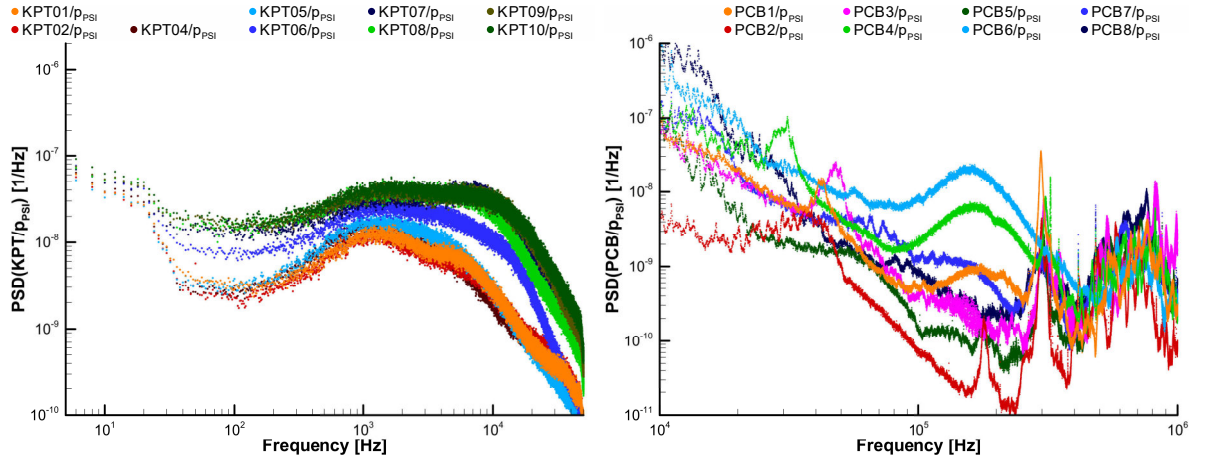 KPT01/pPSI KPT05/pPSI KPT07/pPSI KPT09/pPSI
KPT02/pPSI KPT04/pPSI KPT06/pPSI KPT08/pPSI KPT10/pPSI
PSD(KPT/pPSI) [1/Hz]
10-6
10-7
10-8
10-9
10-10
101 102 103 104
Frequency [Hz]
PCB1/pPSI PCB3/pPSI PCB5/pPSI PCB7/pPSI
PCB2/pPSI PCB4/pPSI PCB6/pPSI PCB8/pPSI
PSD(PCB/pPSI) [1/Hz]
10-6
10-7
10-8
10-9
10-10
10-11
104 105 106
Frequency [Hz]